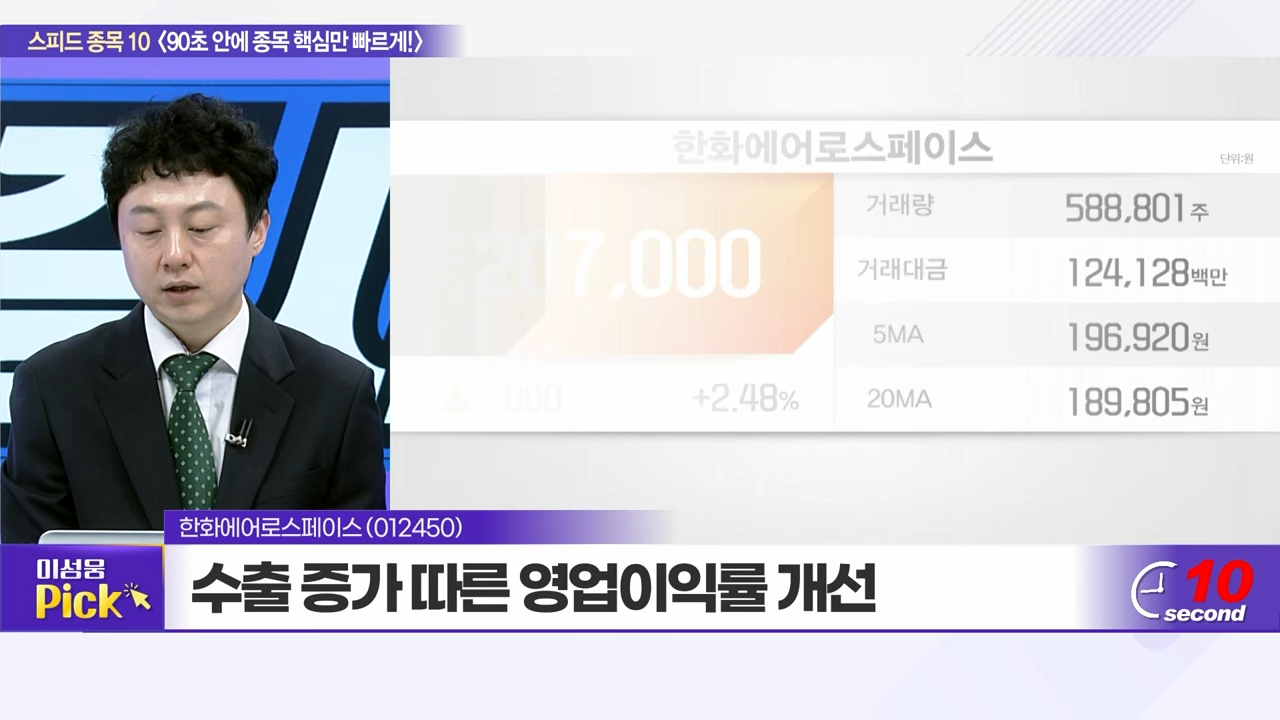 스피드 종목 10 〈90초 안에 종목 핵심만 빠르게!〉
한화에어로스페이스
단위:원
207,000
▲5,000 +2.48%
거래량 588,801주
거래대금 124,128백만
5MA 196,920원
20MA 189,805원
한화에어로스페이스(012450)
미섬웅
Pick
수출 증가 따른 영업이익률 개선
10
second